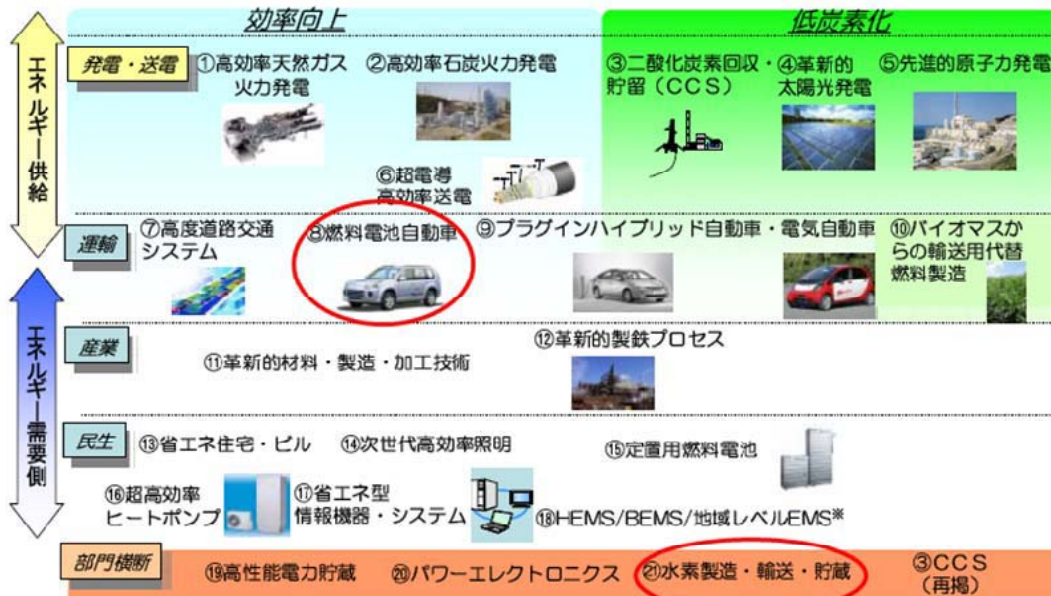 効率向上
低炭素化
エネルギー供給
発電・送電
①高効率天然ガス
火力発電
②高効率石炭火力発電
③二酸化炭素回収・
貯留（CCS）
④革新的
太陽光発電
⑤先進的原子力発電
⑥超電導
高効率送電
運輸
⑦高度道路交通
システム
⑧燃料電池自動車
⑨プラグインハイブリッド自動車・電気自動車
⑩バイオマスか
らの輸送用代替
燃料製造
エネルギー需要側
産業
⑪革新的材料・製造・加工技術
⑫革新的製鉄プロセス
民生
⑬省エネ住宅・ビル
⑭次世代高効率照明
⑮定置用燃料電池
⑯超高効率
ヒートポンプ
⑰省エネ型
情報機器・システム
⑱HEMS/BEMS/地域レベルEMS※
部門横断
⑲高性能電力貯蔵
⑳パワーエレクトロニクス
㉑水素製造・輸送・貯蔵
③CCS
（再掲）